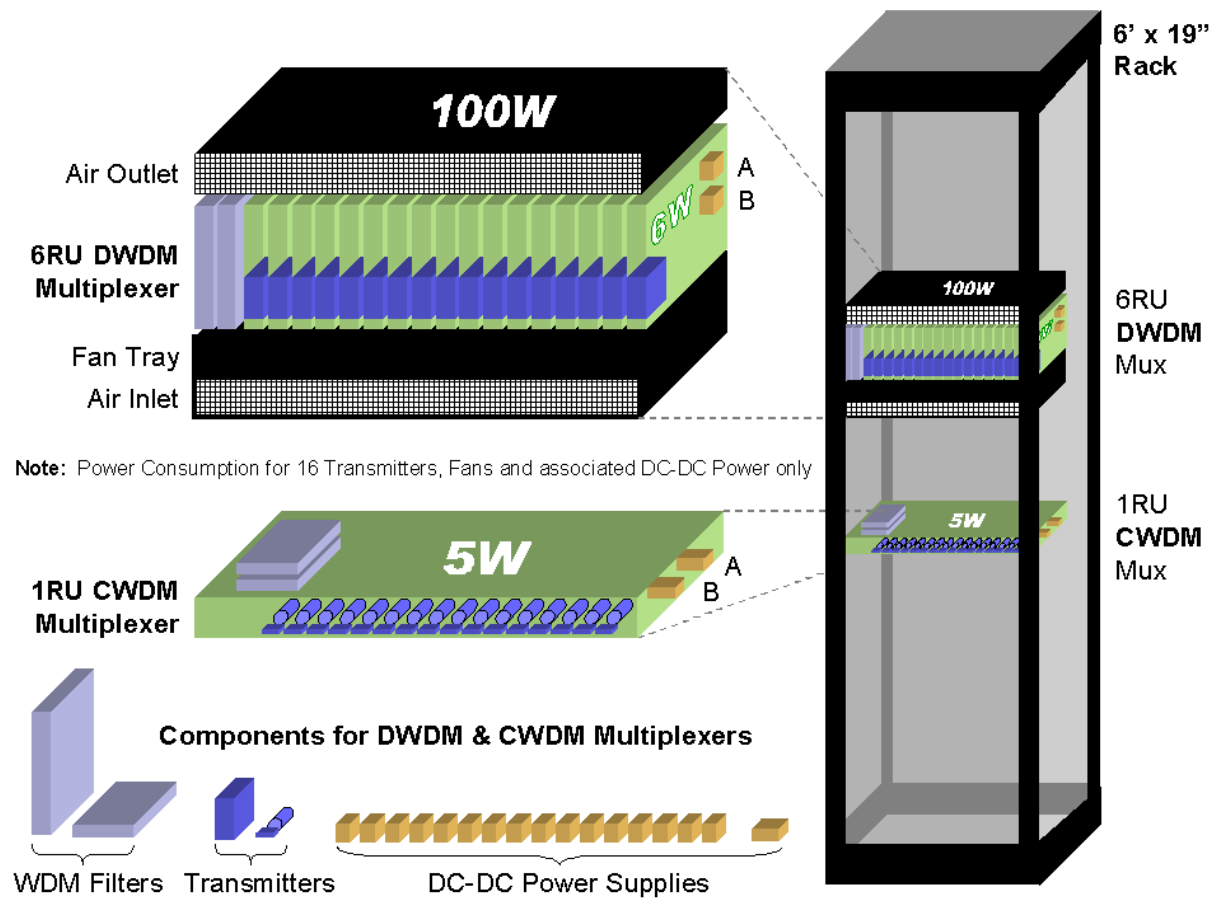 6' x 19"
Rack
100W
Air Outlet
A
B
6W
6RU DWDM
Multiplexer
Fan Tray
Air Inlet
100W
6RU
DWDM
Mux
Note: Power Consumption for 16 Transmitters, Fans and associated DC-DC Power only
5W
A
B
1RU CWDM
Multiplexer
5W
1RU
CWDM
Mux
Components for DWDM & CWDM Multiplexers
WDM Filters
Transmitters
DC-DC Power Supplies